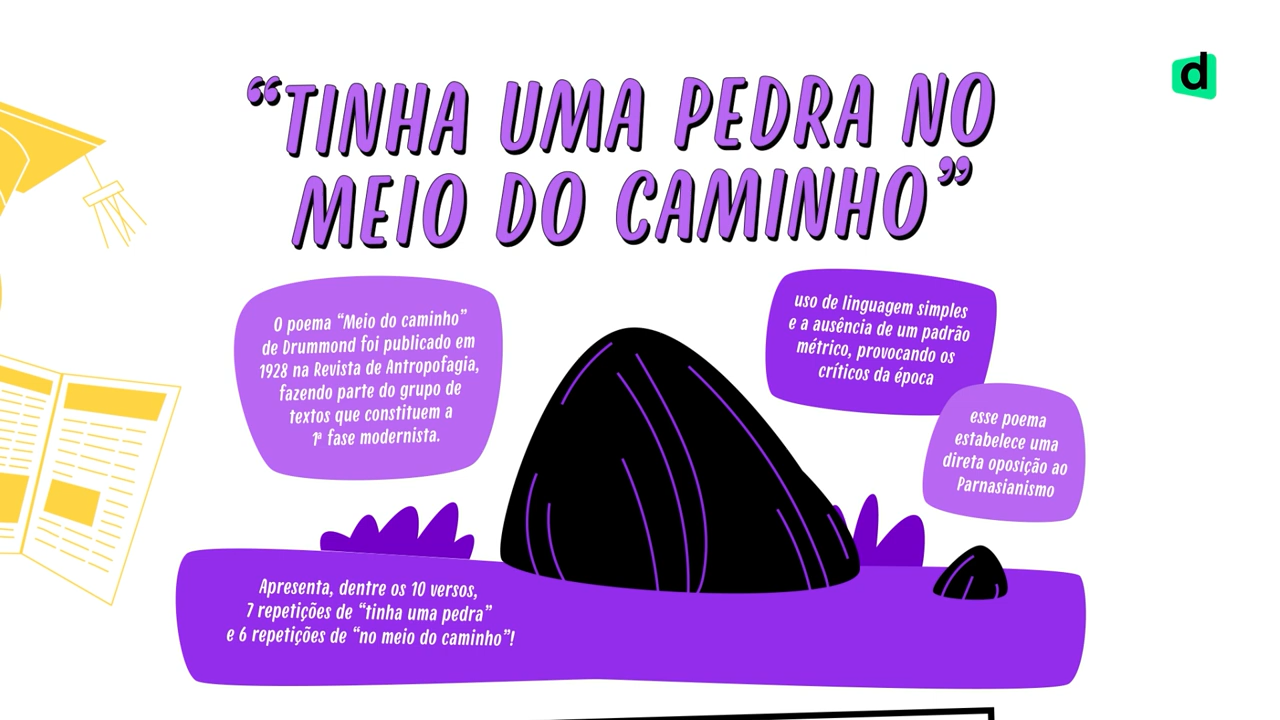 “TINHA UMA PEDRA NO
MEIO DO CAMINHO”
d
O poema “Meio do caminho”
de Drummond foi publicado em
1928 na Revista de Antropofagia,
fazendo parte do grupo de
textos que constituem a
1ª fase modernista.
uso de linguagem simples
e a ausência de um padrão
métrico, provocando os
críticos da época
esse poema
estabelece uma
direta oposição ao
Parnasianismo
Apresenta, dentre os 10 versos,
7 repetições de “tinha uma pedra”
e 6 repetições de “no meio do caminho”!